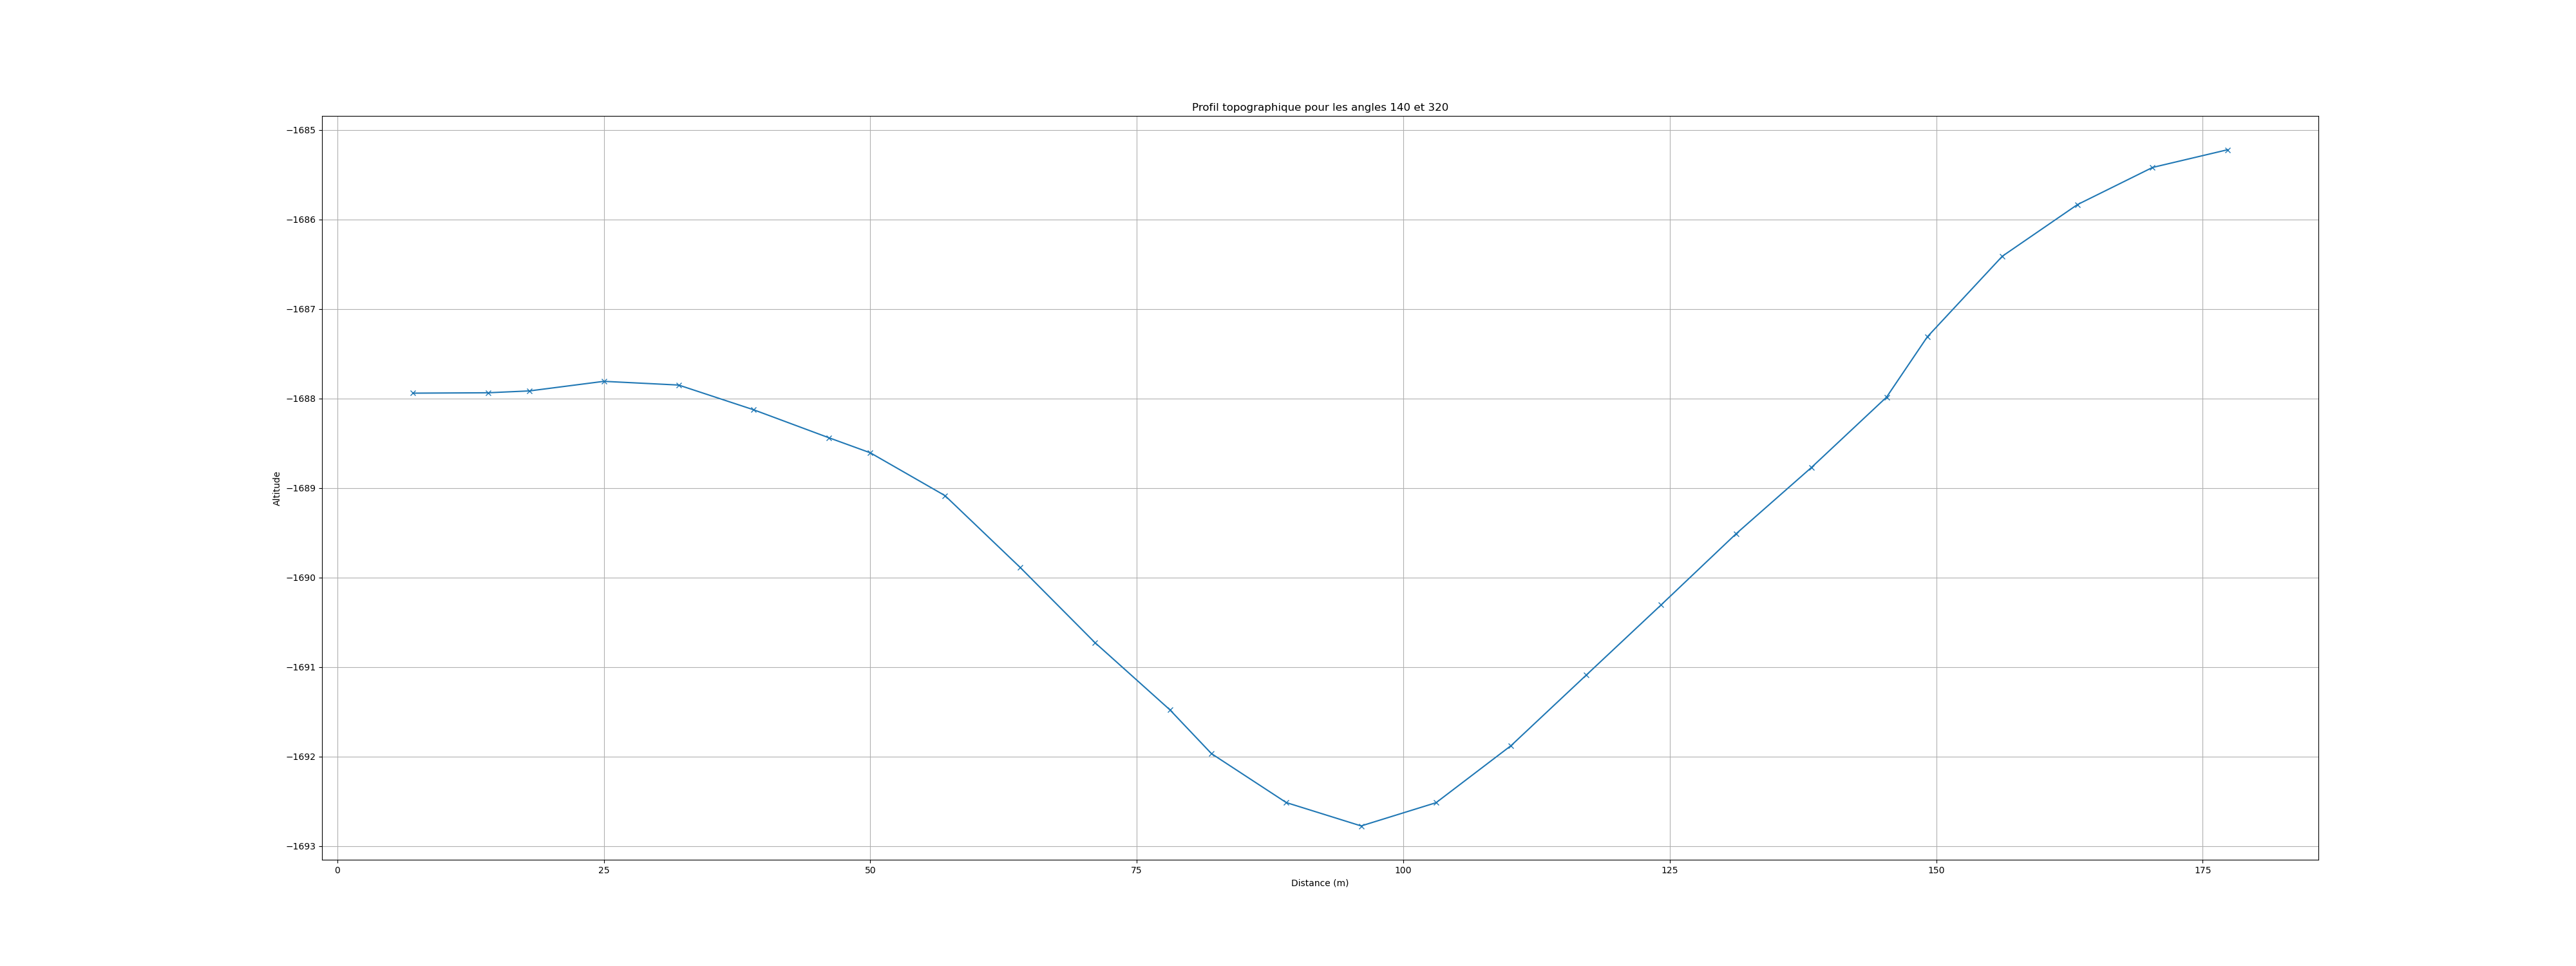 Profil topographique pour les angles 140 et 320
−1685
−1686
−1687
−1688
−1689
−1690
−1691
−1692
−1693
Altitude
0 25 50 75 100 125 150 175
Distance (m)